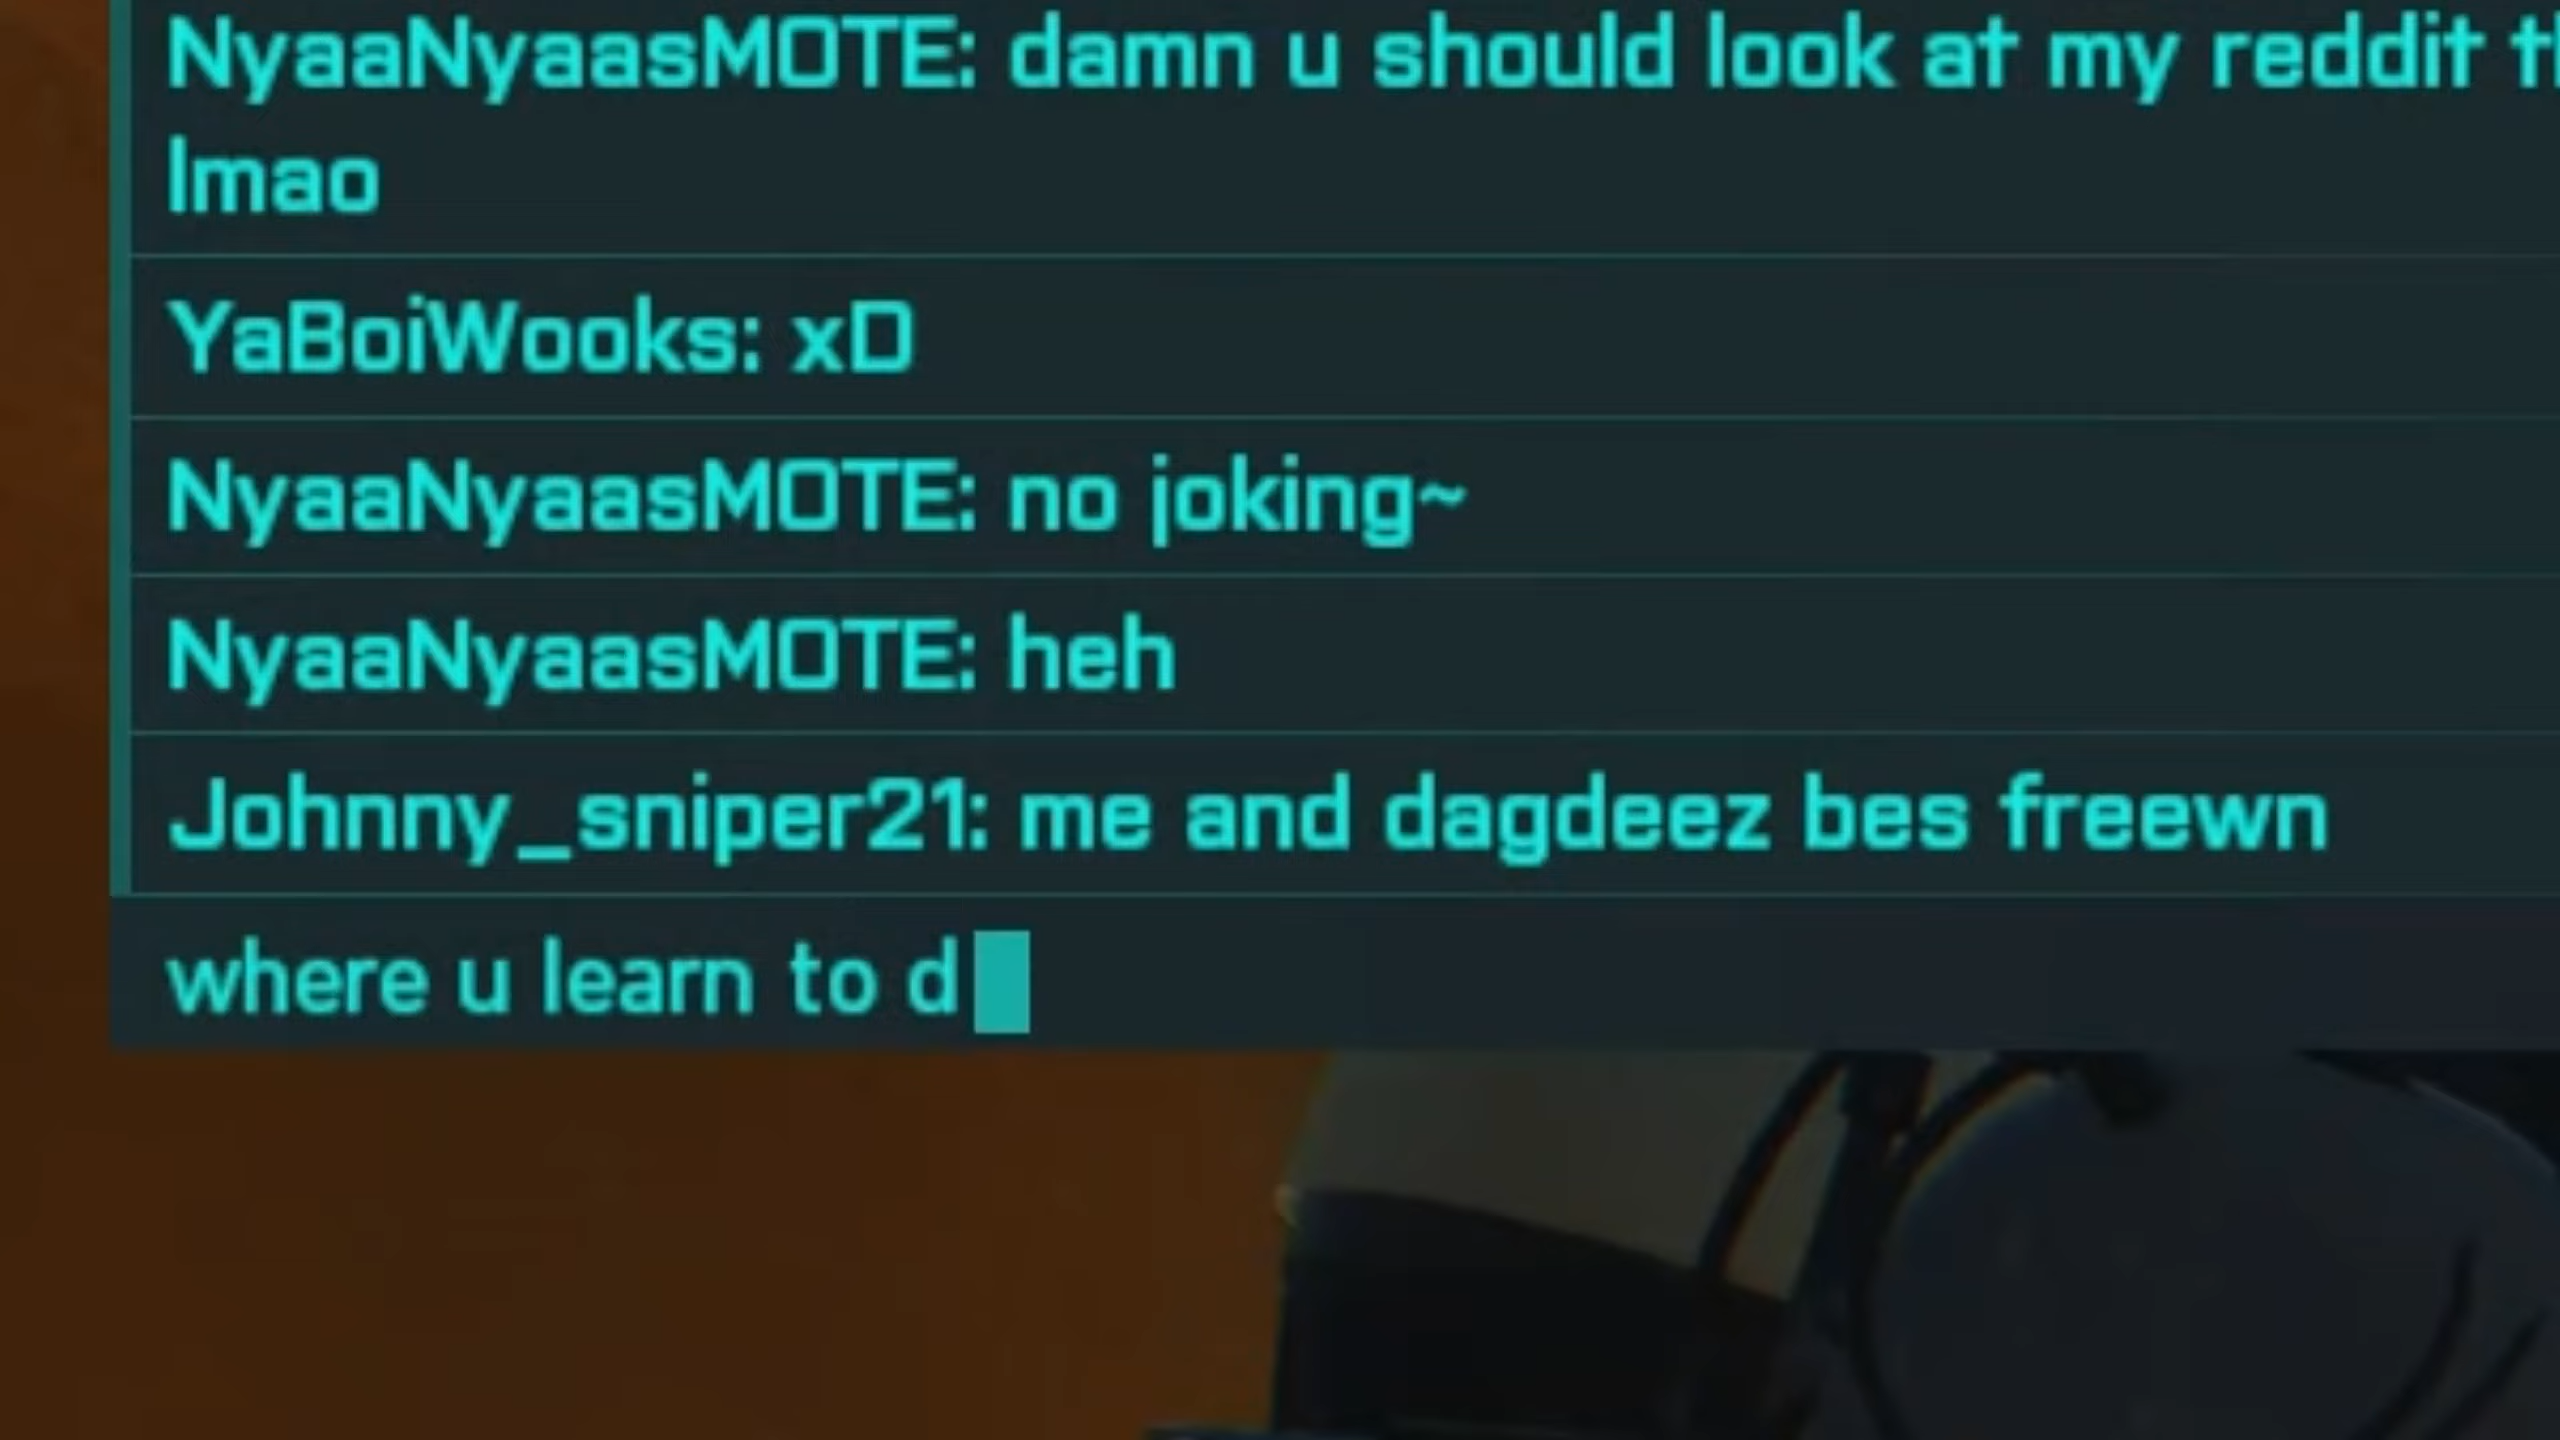 NyaaNyaasMOTE: damn u should look at my reddit
lmao
YaBoiWooks: xD
NyaaNyaasMOTE: no joking~
NyaaNyaasMOTE: heh
Johnny_sniper21: me and dagdeez bes freewn
where u learn to d